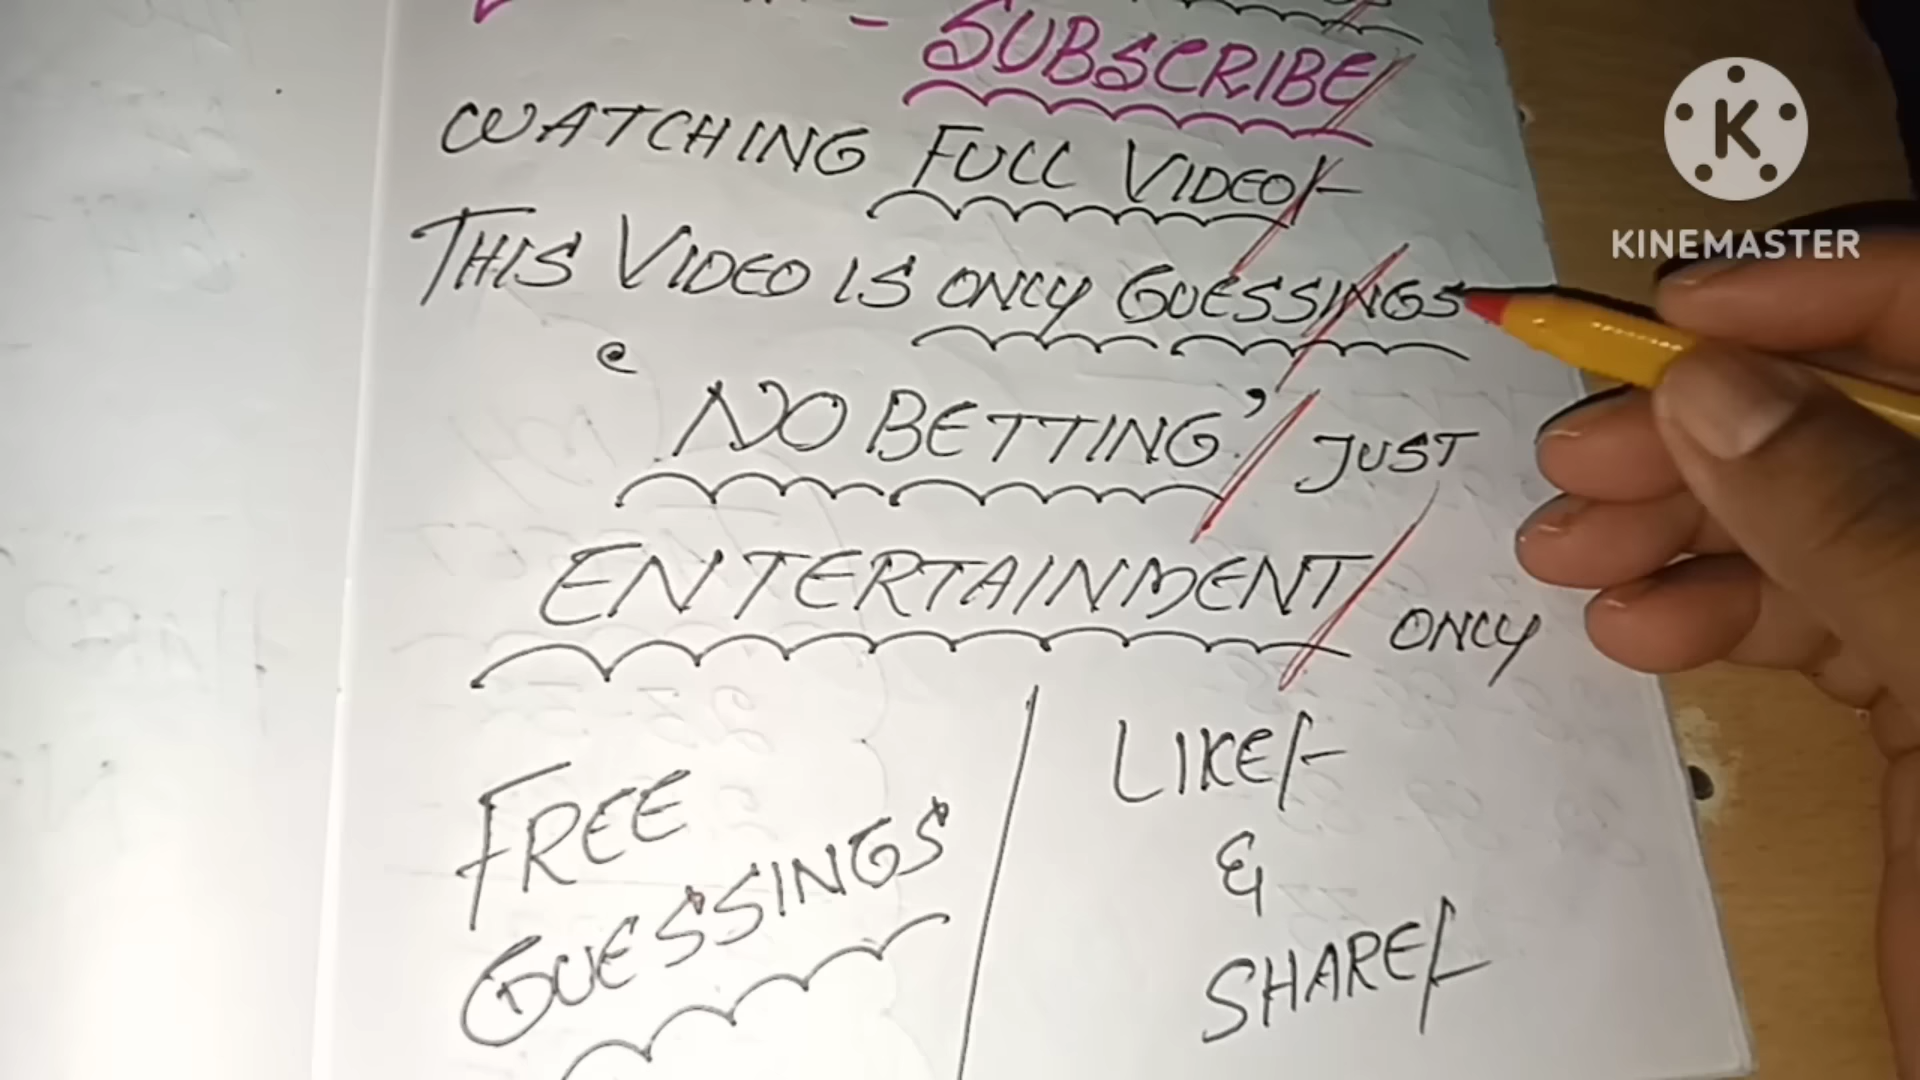 - SUBSCRIBE
WATCHING FULL VIDEO/-
THIS VIDEO IS ONLY GUESSINGS
'NO BETTING' JUST
ENTERTAINMENT ONLY
FREE
GUESSINGS
LIKE/-
&
SHARE/-
K
KINEMASTER